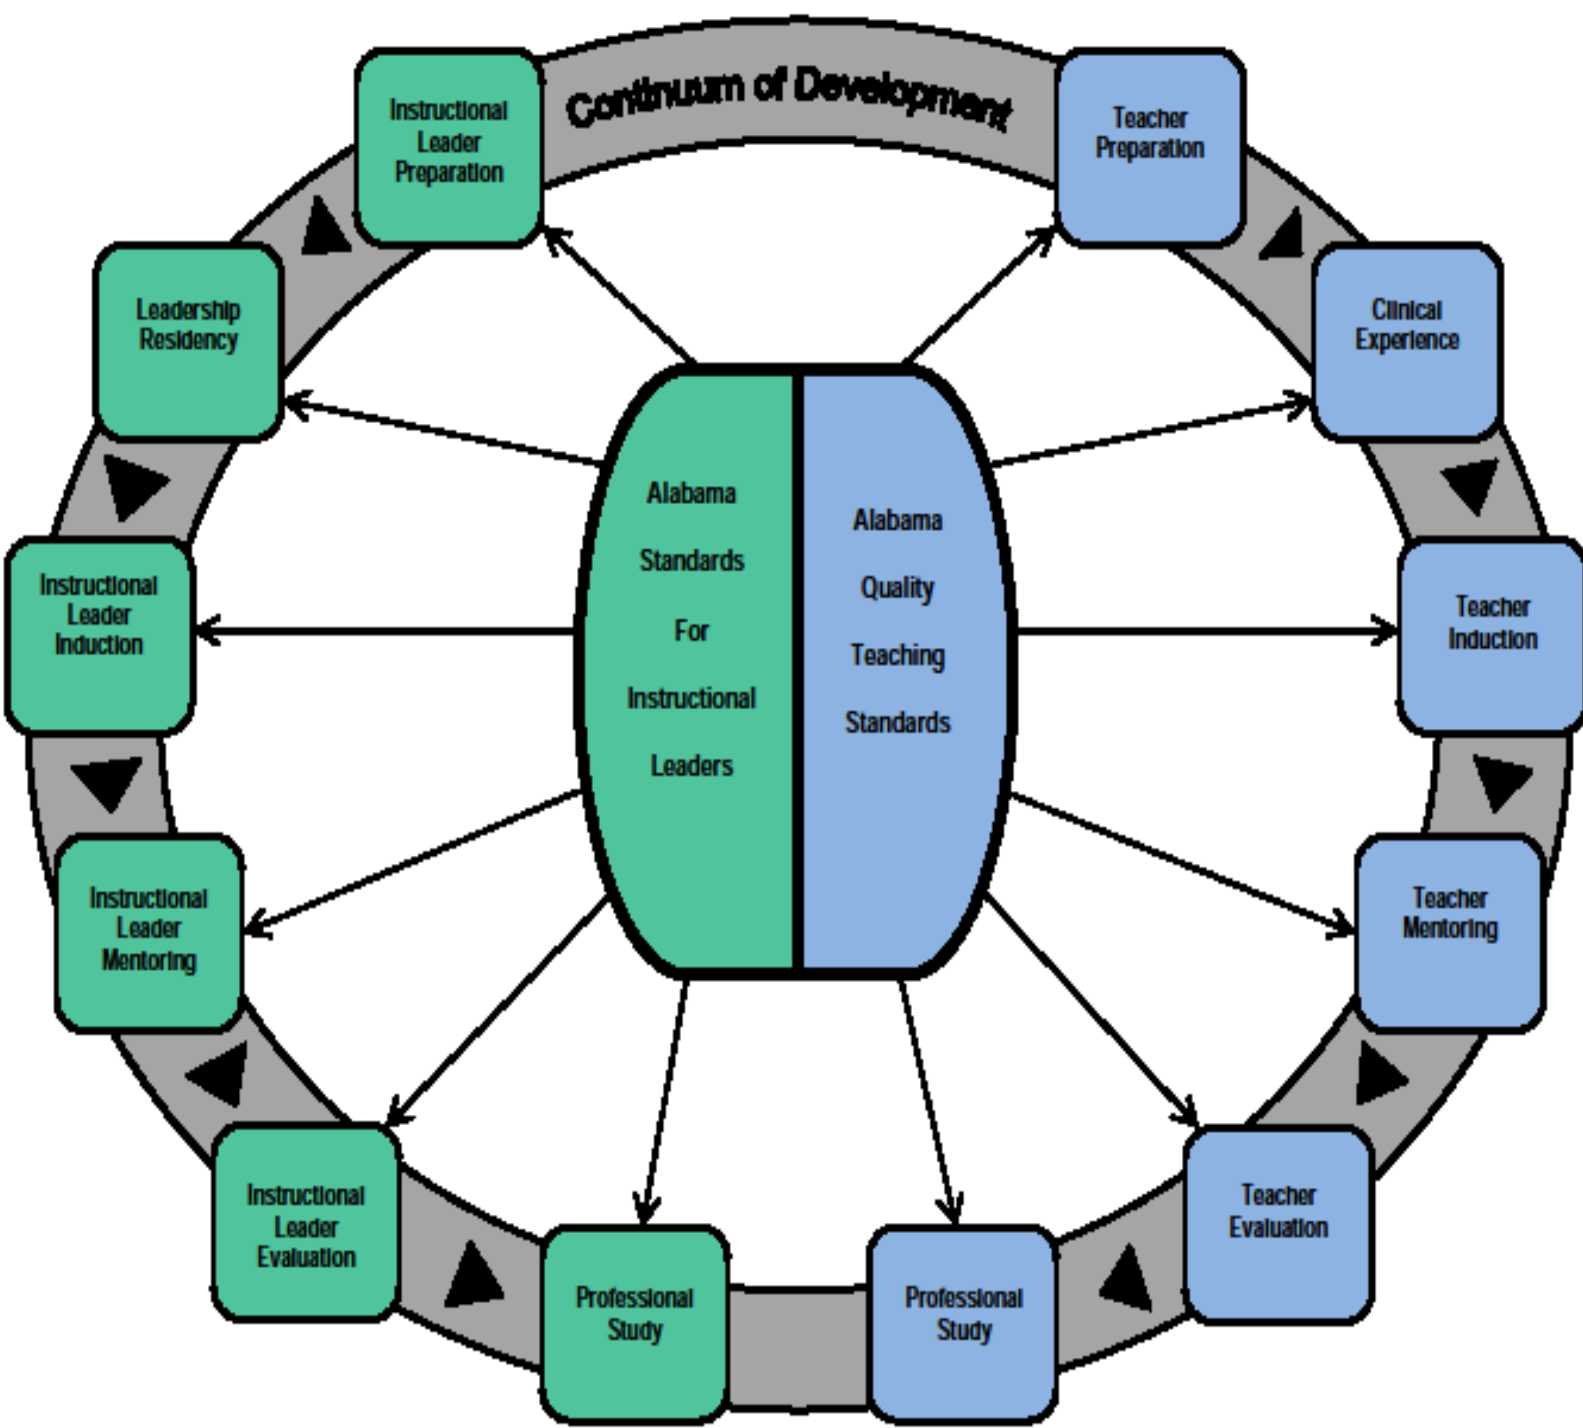 Continuum of Development
Instructional
Leader
Preparation
Teacher
Preparation
Leadership
Residency
Clinical
Experience
Alabama
Standards
For
Instructional
Leaders
Alabama
Quality
Teaching
Standards
Instructional
Leader
Induction
Teacher
Induction
Instructional
Leader
Mentoring
Teacher
Mentoring
Instructional
Leader
Evaluation
Teacher
Evaluation
Professional
Study
Professional
Study